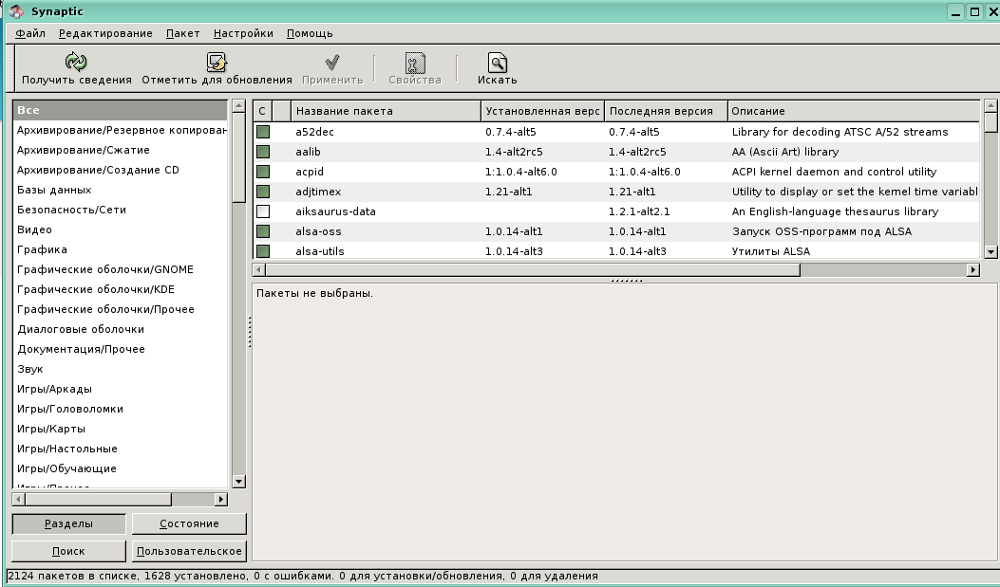 Synaptic
Файл Редактирование Пакет Настройки Помощь
Получить сведения Отметить для обновления Применить Свойства Искать
Все
Архивирование/Резервное копирован
Архивирование/Сжатие
Архивирование/Создание CD
Базы данных
Безопасность/Сети
Видео
Графика
Графические оболочки/GNOME
Графические оболочки/KDE
Графические оболочки/Прочее
Диалоговые оболочки
Документация/Прочее
Звук
Игры/Аркады
Игры/Головоломки
Игры/Карты
Игры/Настольные
Игры/Обучающие
Разделы Состояние
Поиск Пользовательское
С Название пакета Установленная верс Последняя версия Описание
a52dec 0.7.4-alt5 0.7.4-alt5 Library for decoding ATSC A/52 streams
aalib 1.4-alt2rc5 1.4-alt2rc5 AA (Ascii Art) library
acpid 1:1.0.4-alt6.0 1:1.0.4-alt6.0 ACPI kernel daemon and control utility
adjtimex 1.21-alt1 1.21-alt1 Utility to display or set the kernel time variabl
aiksaurus-data 1.2.1-alt2.1 An English-language thesaurus library
alsa-oss 1.0.14-alt1 1.0.14-alt1 Запуск OSS-программ под ALSA
alsa-utils 1.0.14-alt3 1.0.14-alt3 Утилиты ALSA
Пакеты не выбраны.
2124 пакетов в списке, 1628 установлено, 0 с ошибками. 0 для установки/обновления, 0 для удаления